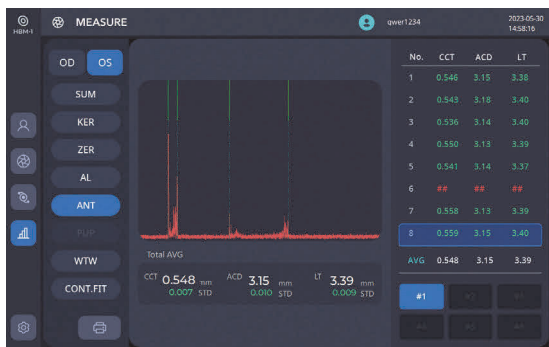 HBM-1
MEASURE
qwer1234
2023-05-30
14:58:16
OD OS
SUM
KER
ZER
AL
ANT
PUP
WTW
CONT.FIT
Total AVG
CCT 0.548 mm ACD 3.15 mm LT 3.39 mm
0.007 STD 0.010 STD 0.009 STD
No. CCT ACD LT
1 0.546 3.15 3.38
2 0.543 3.18 3.40
3 0.536 3.14 3.40
4 0.550 3.13 3.39
5 0.541 3.14 3.37
6 ## ## ##
7 0.558 3.13 3.39
8 0.559 3.15 3.40
AVG 0.548 3.15 3.39
#1 #2